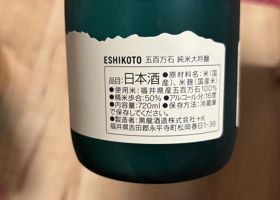 ESHIKOTO 五百万石 純米大吟醸
品目:日本酒 ●原材料名:米(国産)、米麹(国産米)
●使用米:福井県産五百万石100%
●精米歩合:50% ●アルコール分:16度
●内容量:720ml ●保存方法:冷蔵庫で保存してください。
●製造者:黒龍酒造株式会社+K
福井県吉田郡永平寺町松岡春日1-38